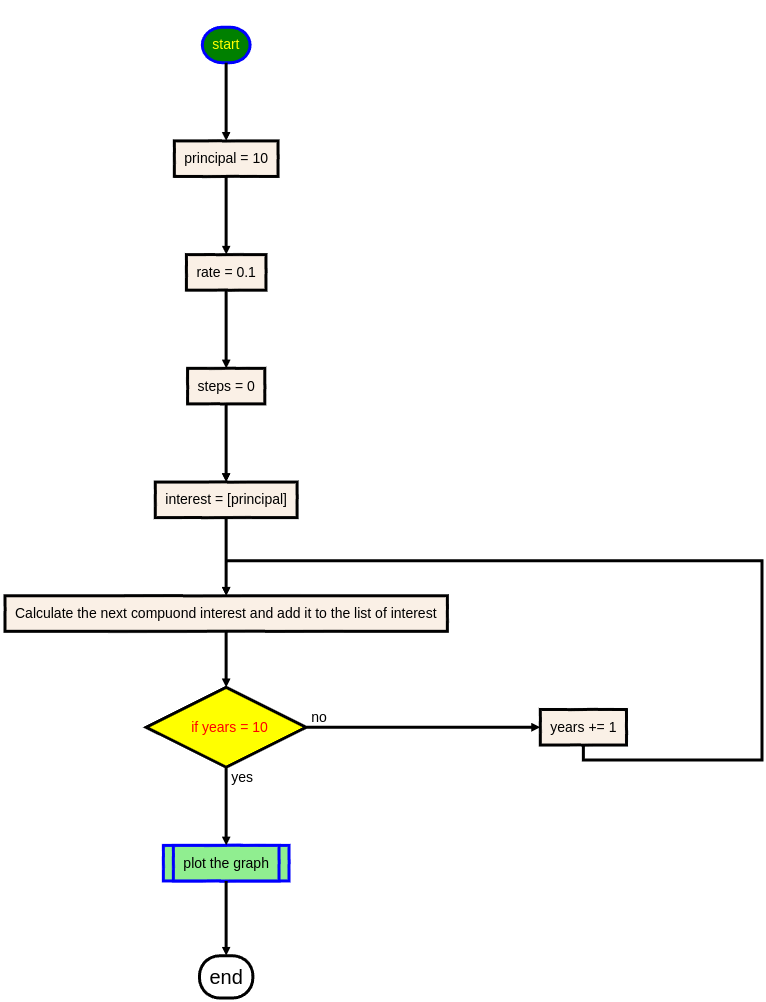 start
principal = 10
rate = 0.1
steps = 0
interest = [principal]
Calculate the next compuond interest and add it to the list of interest
if years = 10
no
years += 1
yes
plot the graph
end